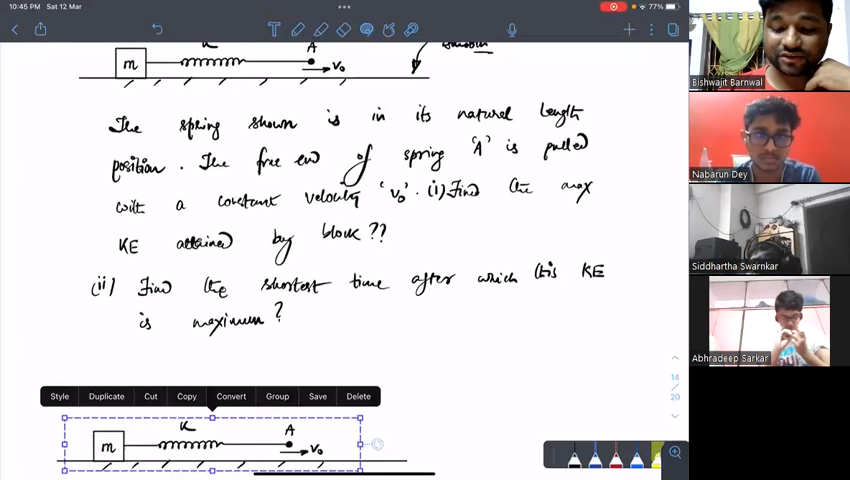 10:45 PM Sat 12 Mar
77%
K
A
m
v₀
smooth
The spring shown is in its natural length
position. The free end of spring 'A' is pulled
with a constant velocity 'v₀'. (i) Find the max
KE attained by block??
(ii) Find the shortest time after which this KE
is maximum?
Style Duplicate Cut Copy Convert Group Save Delete
K
A
m
v₀
14
20
Bishwajit Barnwal
Nabarun Dey
Siddhartha Swarnkar
Abhradeep Sarkar